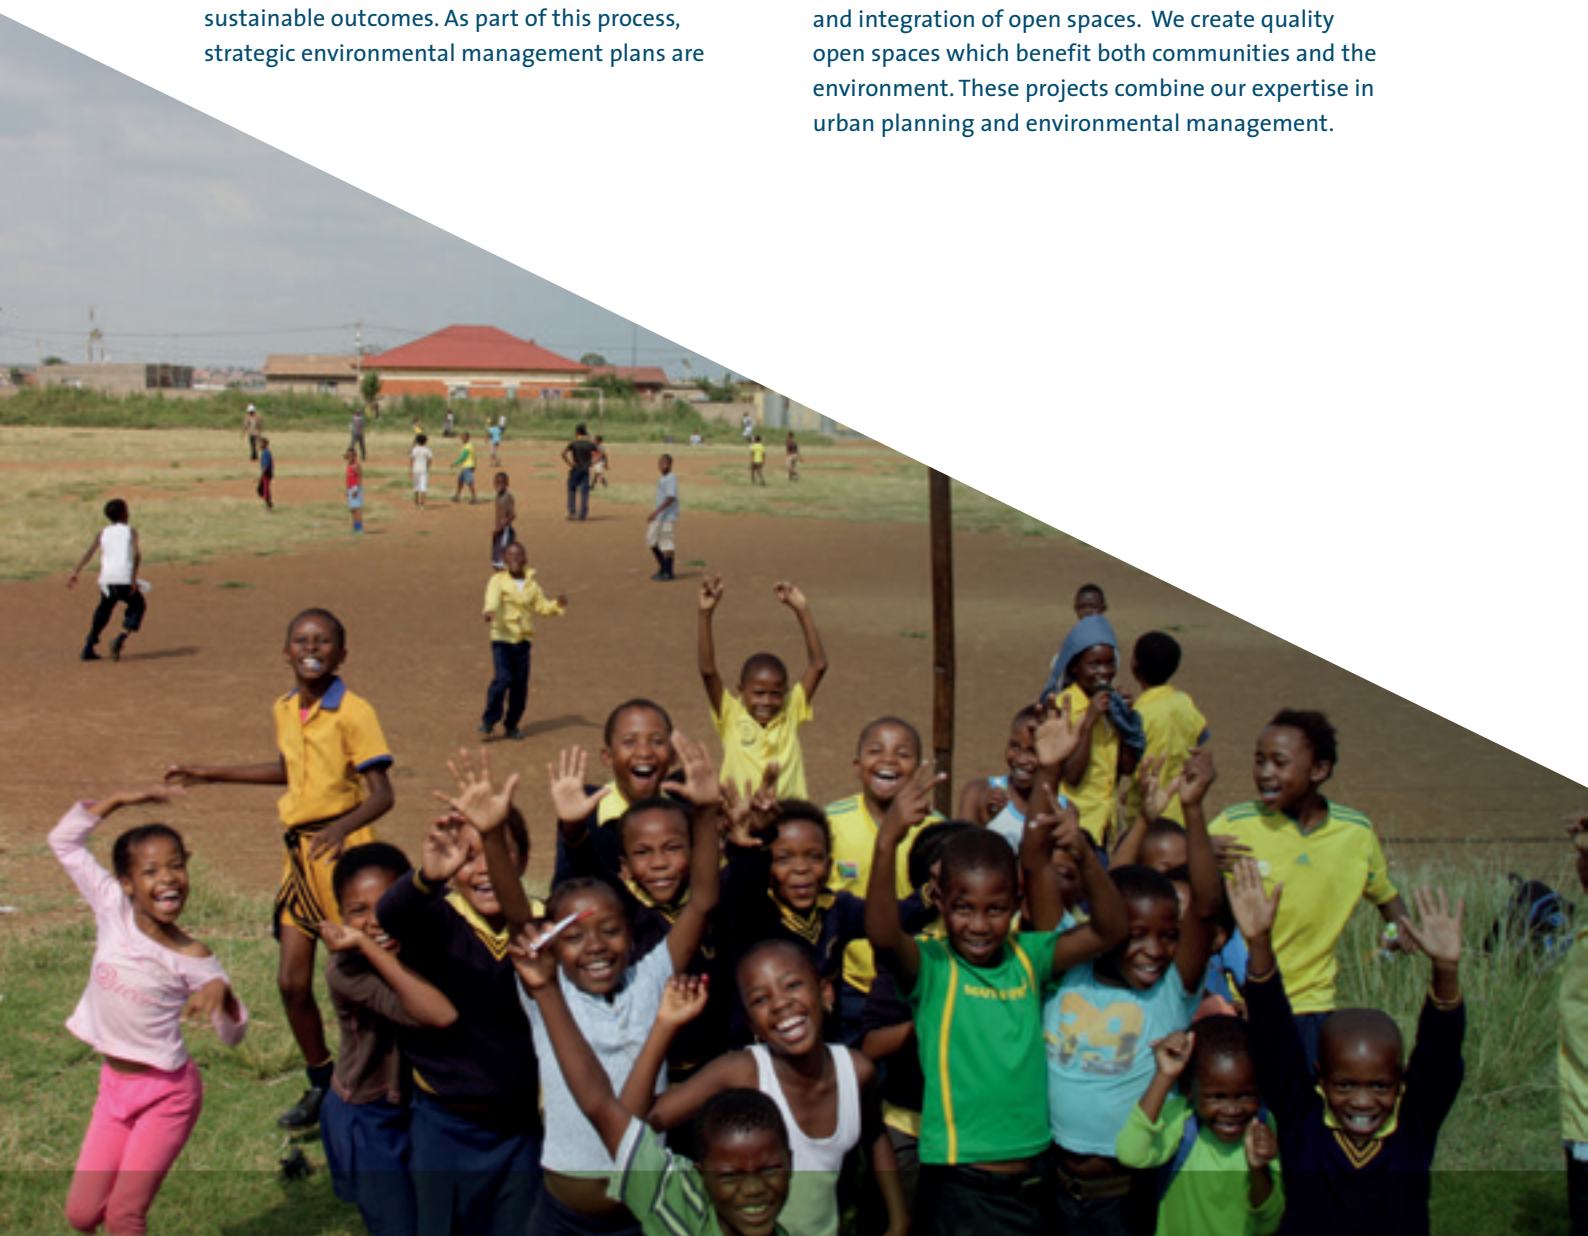 sustainable outcomes. As part of this process,
strategic environmental management plans are
and integration of open spaces.  We create quality
open spaces which benefit both communities and the
environment. These projects combine our expertise in
urban planning and environmental management.